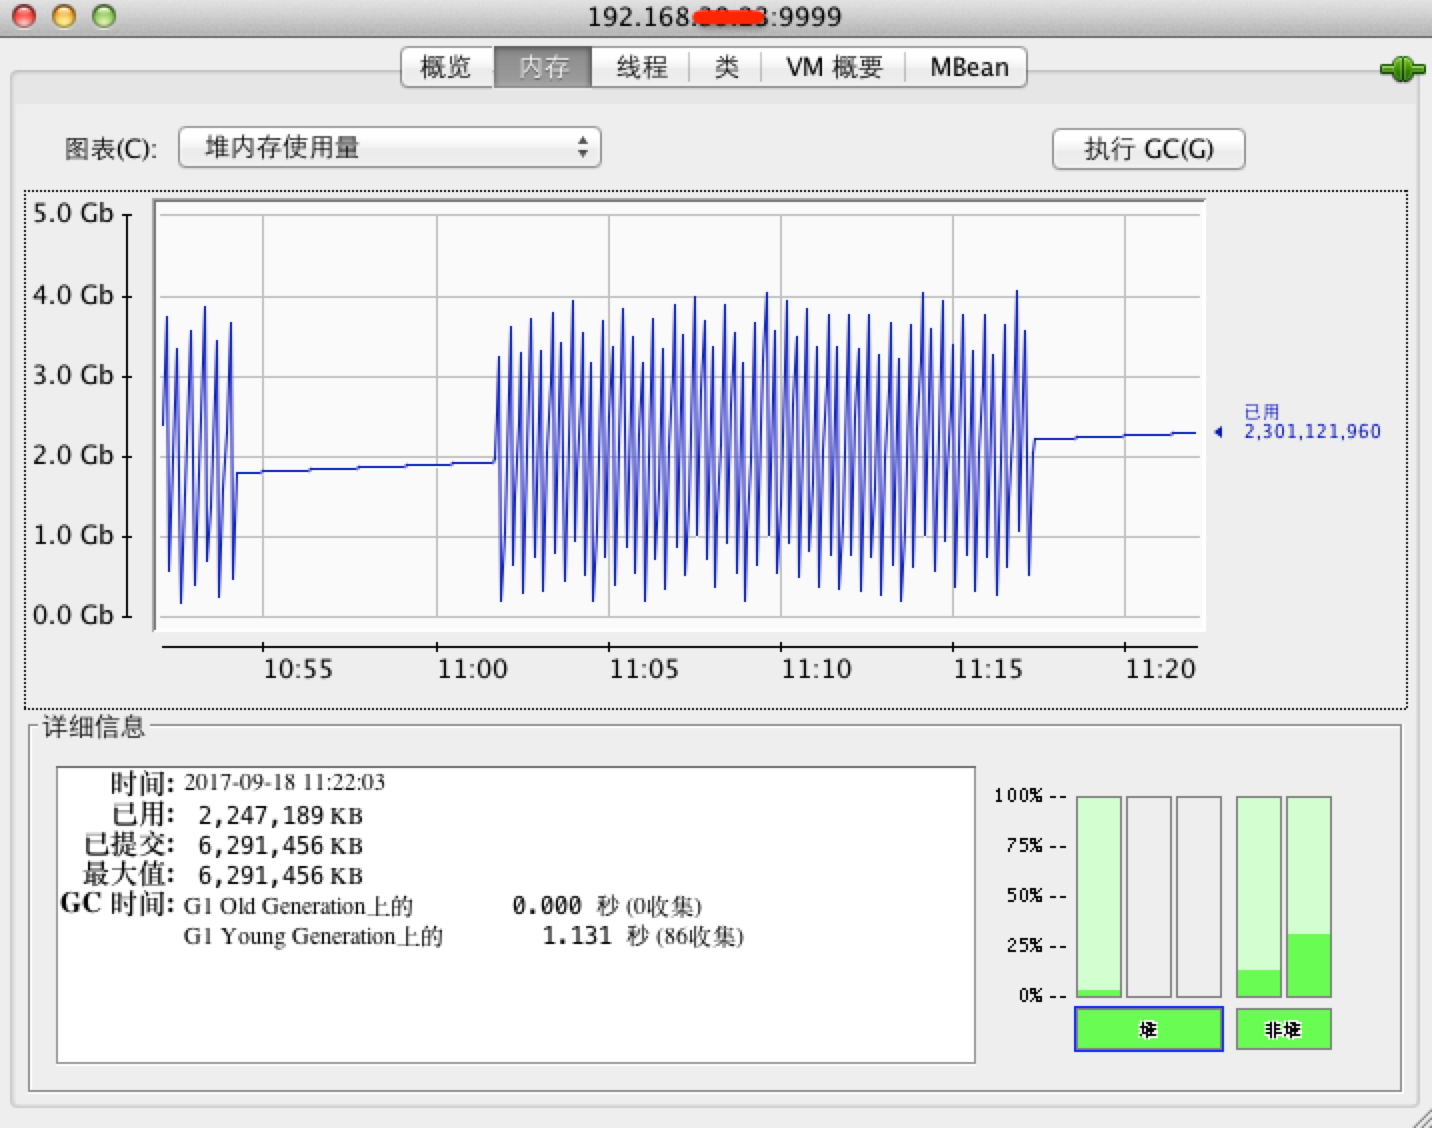 192.168. :9999
概览 内存 线程 类 VM 概要 MBean
图表(C): 堆内存使用量 执行 GC(G)
5.0 Gb
4.0 Gb
3.0 Gb
2.0 Gb
1.0 Gb
0.0 Gb
已用
2,301,121,960
10:55 11:00 11:05 11:10 11:15 11:20
详细信息
时间: 2017-09-18 11:22:03
已用: 2,247,189 KB
已提交: 6,291,456 KB
最大值: 6,291,456 KB
GC 时间: G1 Old Generation上的 0.000 秒 (0收集)
G1 Young Generation上的 1.131 秒 (86收集)
100% --
75% --
50% --
25% --
0% --
堆 非堆